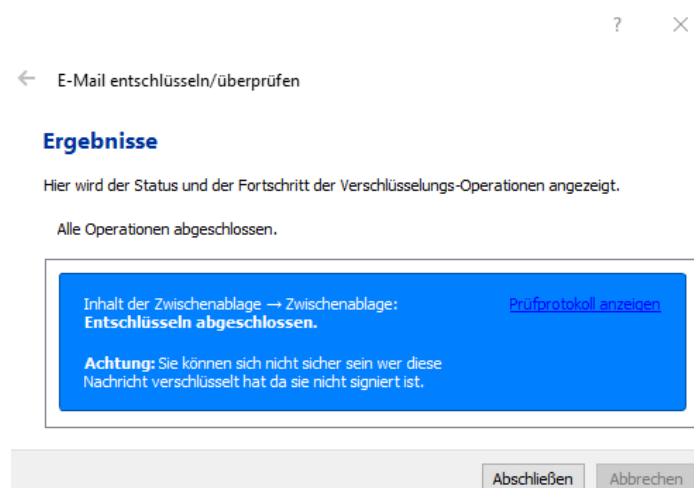 E-Mail entschlüsseln/überprüfen
Ergebnisse
Hier wird der Status und der Fortschritt der Verschlüsselungs-Operationen angezeigt.
Alle Operationen abgeschlossen.
Inhalt der Zwischenablage → Zwischenablage: Prüfprotokoll anzeigen
Entschlüsseln abgeschlossen.
Achtung: Sie können sich nicht sicher sein wer diese
Nachricht verschlüsselt hat da sie nicht signiert ist.
Abschließen Abbrechen